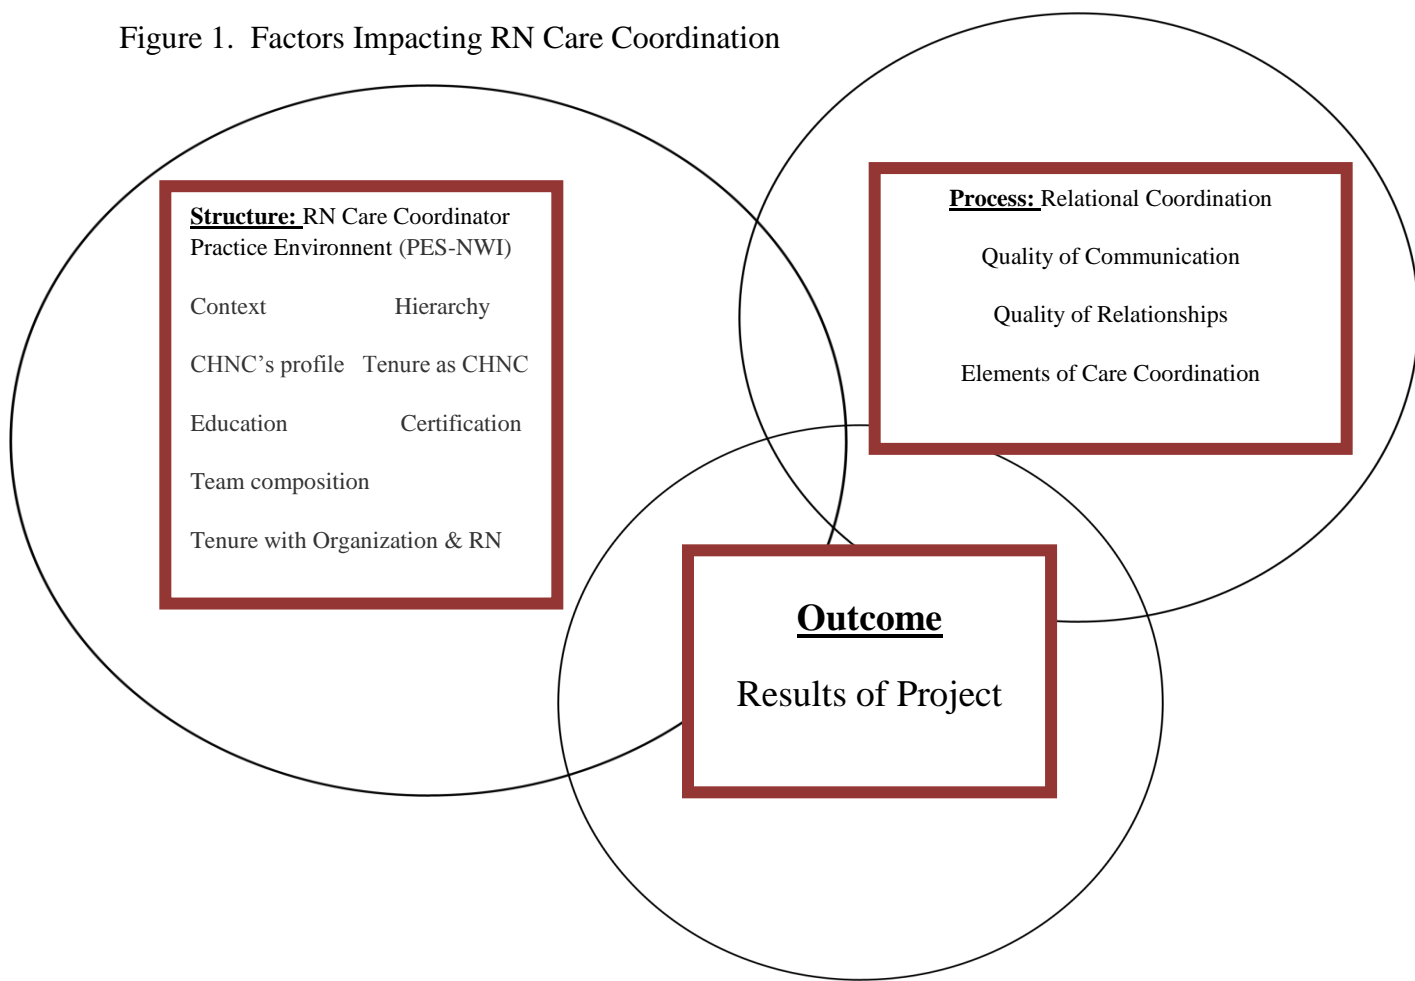 Figure 1. Factors Impacting RN Care Coordination
Structure: RN Care Coordinator
Practice Environment (PES-NWI)
Context Hierarchy
CHNC’s profile Tenure as CHNC
Education Certification
Team composition
Tenure with Organization & RN
Process: Relational Coordination
Quality of Communication
Quality of Relationships
Elements of Care Coordination
Outcome
Results of Project